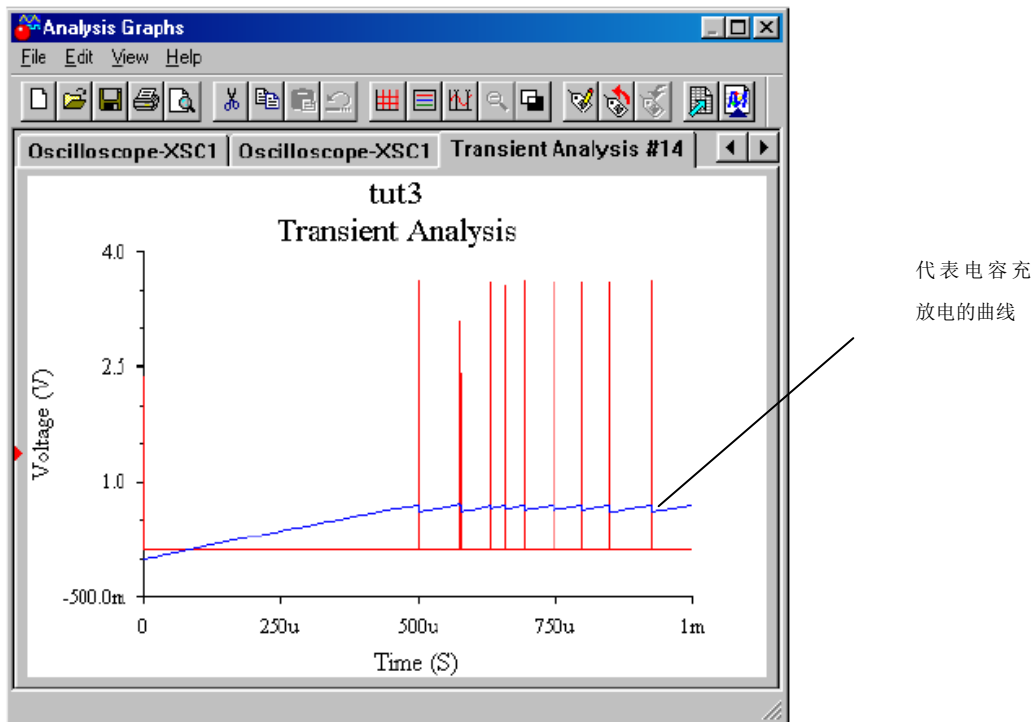 Analysis Graphs
File Edit View Help
Oscilloscope-XSC1 Oscilloscope-XSC1 Transient Analysis #14
tut3
Transient Analysis
4.0
2.5
1.0
-500.0m
Voltage (V)
0 250u 500u 750u 1m
Time (S)
代表电容充
放电的曲线